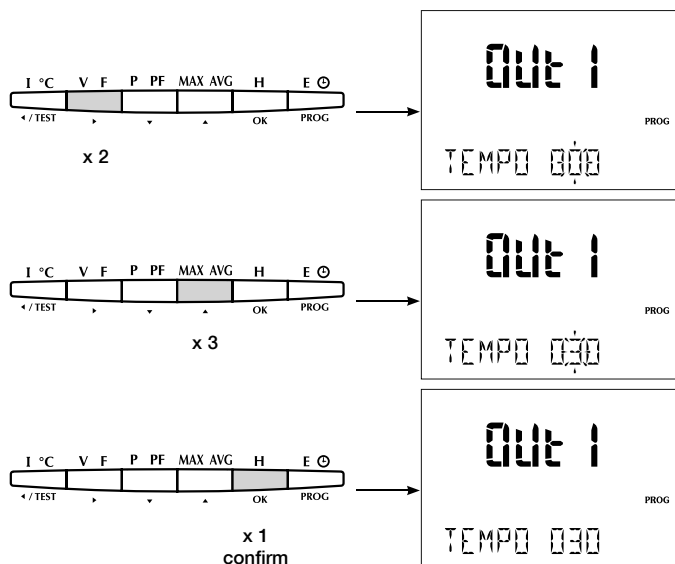 I °C V F P PF MAX AVG H E
◂ / TEST ▸ ▾ ▴ OK PROG
x 2
OUt 1
PROG
TEMPO 000
I °C V F P PF MAX AVG H E
◂ / TEST ▸ ▾ ▴ OK PROG
x 3
OUt 1
PROG
TEMPO 030
I °C V F P PF MAX AVG H E
◂ / TEST ▸ ▾ ▴ OK PROG
x 1
confirm
OUt 1
PROG
TEMPO 030